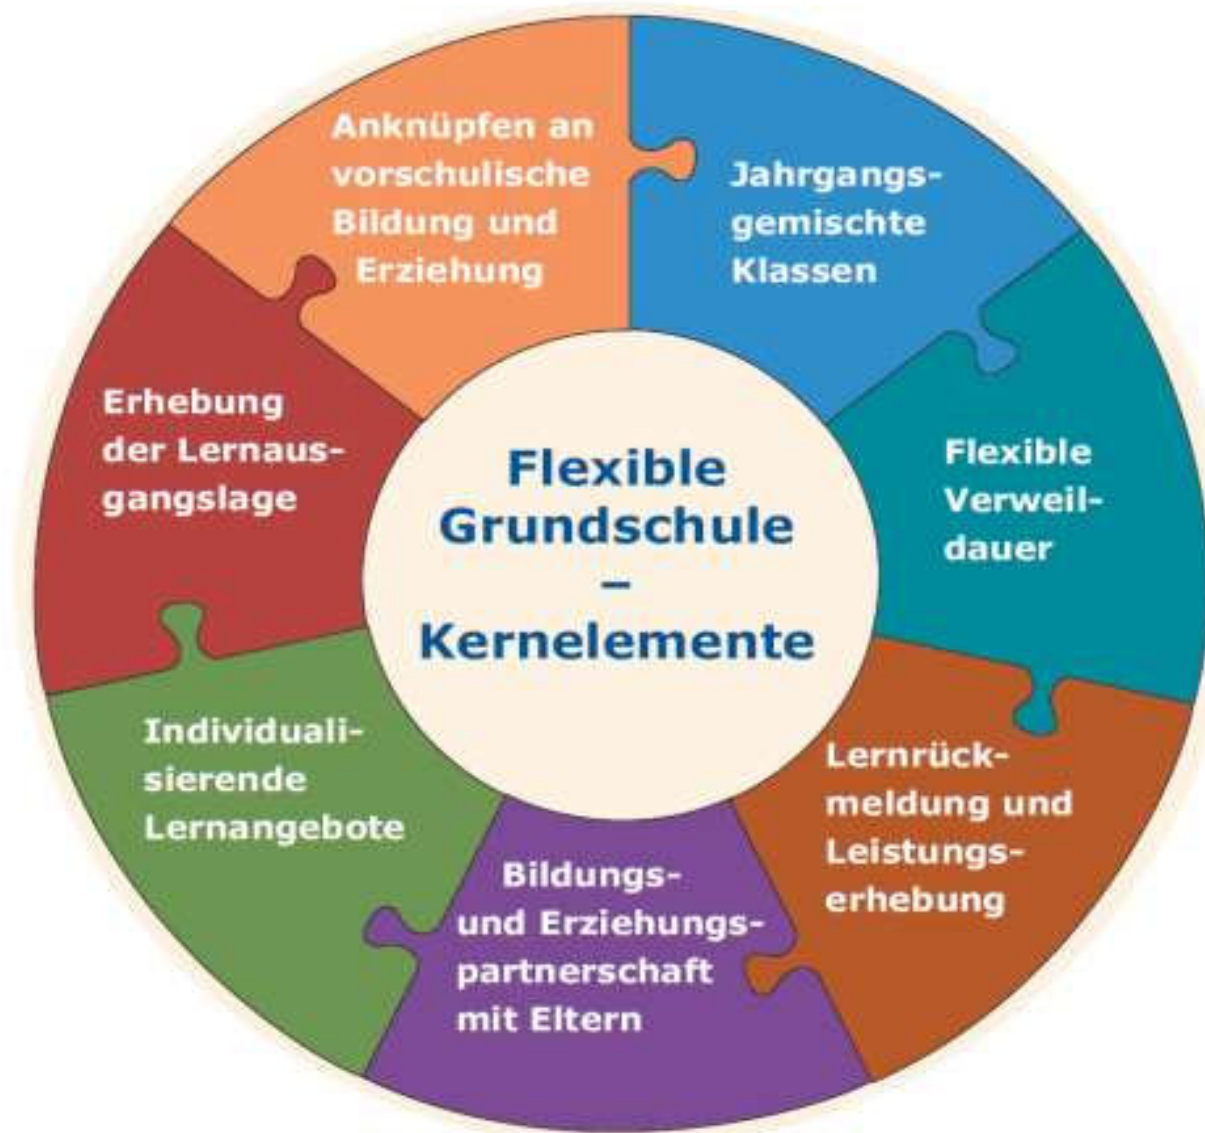 Anknüpfen an
vorschulische
Bildung und
Erziehung
Jahrgangs-
gemischte
Klassen
Erhebung
der Lernaus-
gangslage
Flexible
Grundschule
–
Kernelemente
Flexible
Verweil-
dauer
Individuali-
sierende
Lernangebote
Bildungs-
und Erziehungs-
partnerschaft
mit Eltern
Lernrück-
meldung und
Leistungs-
erhebung